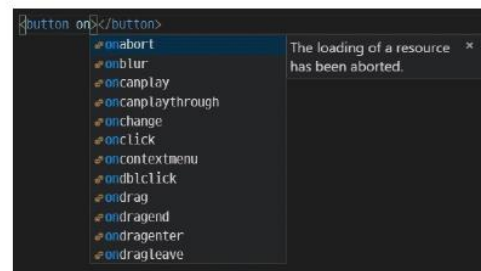 <button on></button>
onabort
The loading of a resource ×
has been aborted.
onblur
oncanplay
oncanplaythrough
onchange
onclick
oncontextmenu
ondblclick
ondrag
ondragend
ondragenter
ondragleave